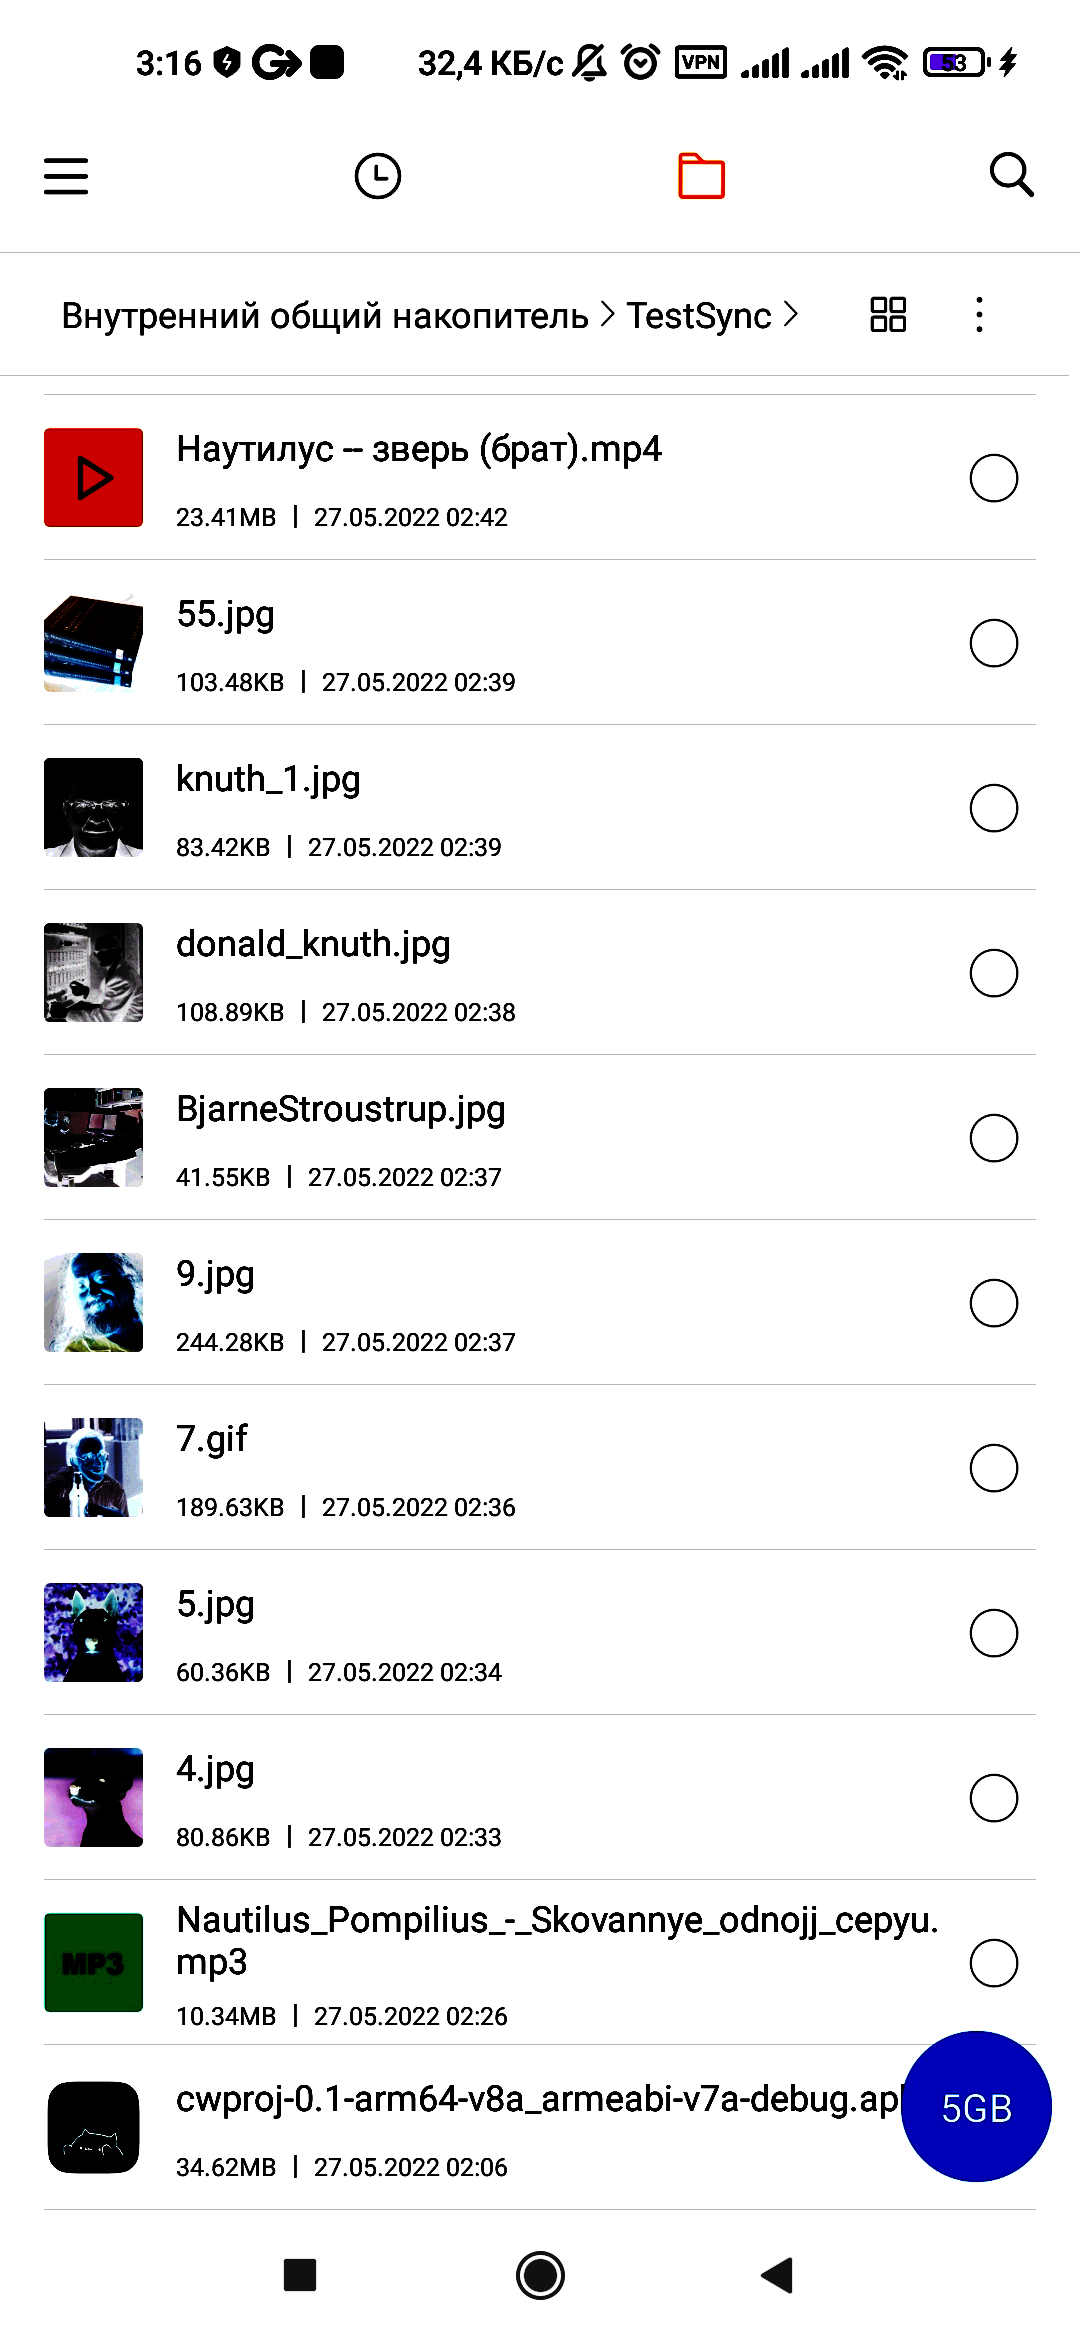 3:16 32,4 КБ/с VPN 53
Внутренний общий накопитель > TestSync >
Наутилус -- зверь (брат).mp4
23.41MB | 27.05.2022 02:42
55.jpg
103.48KB | 27.05.2022 02:39
knuth_1.jpg
83.42KB | 27.05.2022 02:39
donald_knuth.jpg
108.89KB | 27.05.2022 02:38
BjarneStroustrup.jpg
41.55KB | 27.05.2022 02:37
9.jpg
244.28KB | 27.05.2022 02:37
7.gif
189.63KB | 27.05.2022 02:36
5.jpg
60.36KB | 27.05.2022 02:34
4.jpg
80.86KB | 27.05.2022 02:33
MP3
Nautilus_Pompilius_-_Skovannye_odnojj_cepyu.
mp3
10.34MB | 27.05.2022 02:26
cwproj-0.1-arm64-v8a_armeabi-v7a-debug.ap
5GB
34.62MB | 27.05.2022 02:06